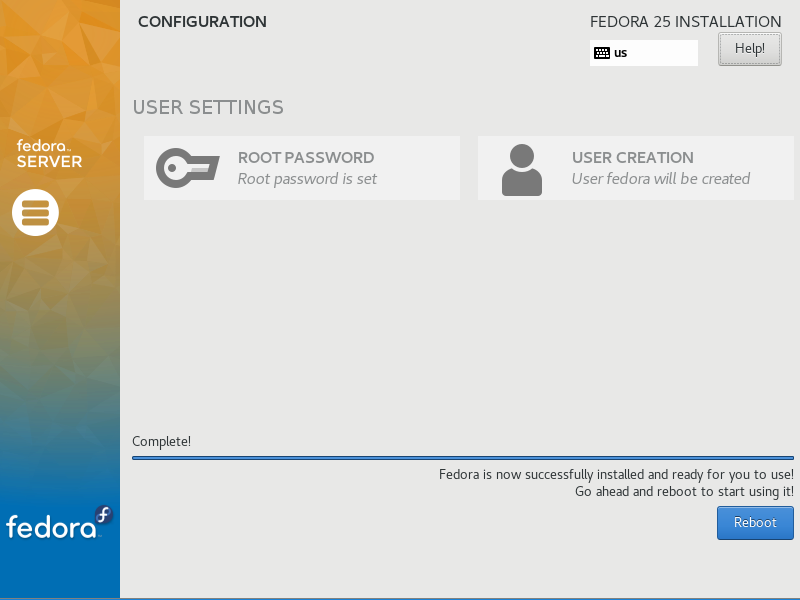 CONFIGURATION
FEDORA 25 INSTALLATION
us
Help!
fedora
SERVER
USER SETTINGS
ROOT PASSWORD
Root password is set
USER CREATION
User fedora will be created
Complete!
Fedora is now successfully installed and ready for you to use!
Go ahead and reboot to start using it!
Reboot
fedora